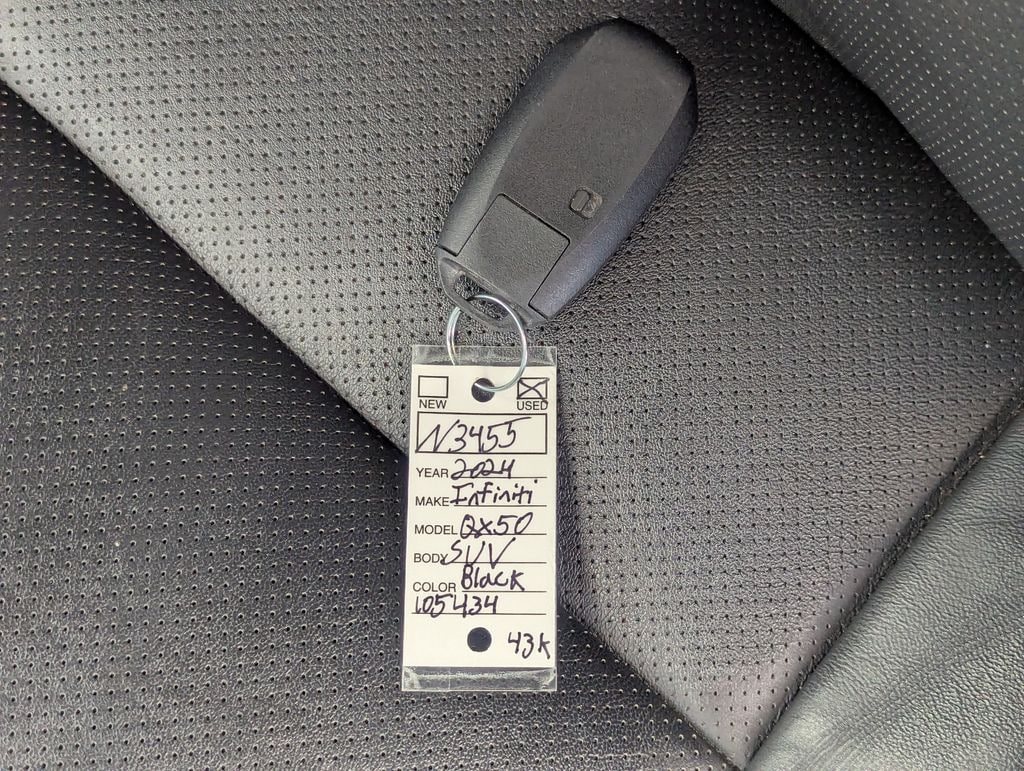 NEW USED
N3455
YEAR 2024
MAKE Infiniti
MODEL QX50
BODY SUV
COLOR Black
105434
43k